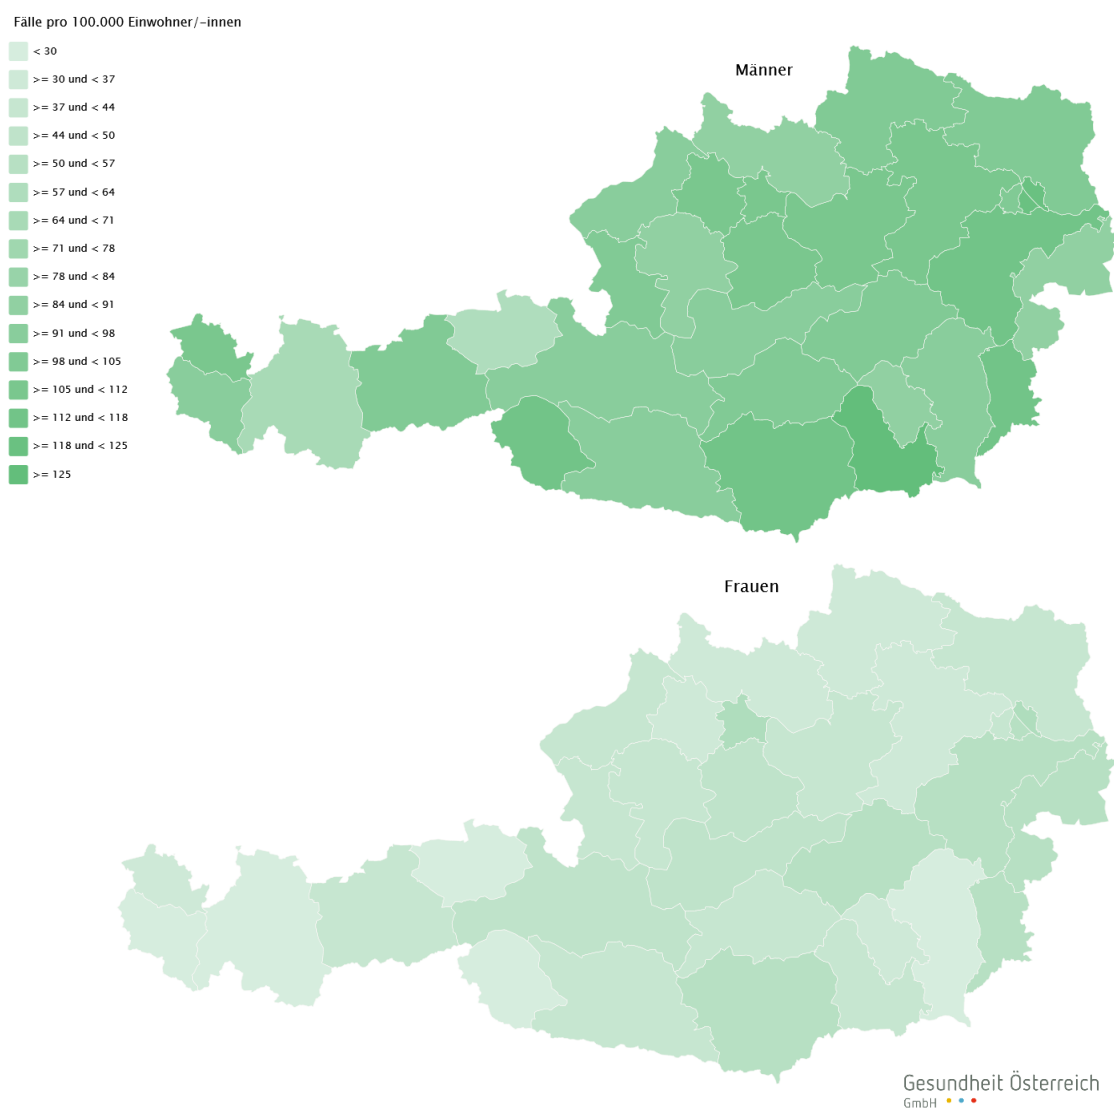 Fälle pro 100.000 Einwohner/-innen
< 30
>= 30 und < 37
>= 37 und < 44
>= 44 und < 50
>= 50 und < 57
>= 57 und < 64
>= 64 und < 71
>= 71 und < 78
>= 78 und < 84
>= 84 und < 91
>= 91 und < 98
>= 98 und < 105
>= 105 und < 112
>= 112 und < 118
>= 118 und < 125
>= 125
Männer
Frauen
Gesundheit Österreich
GmbH